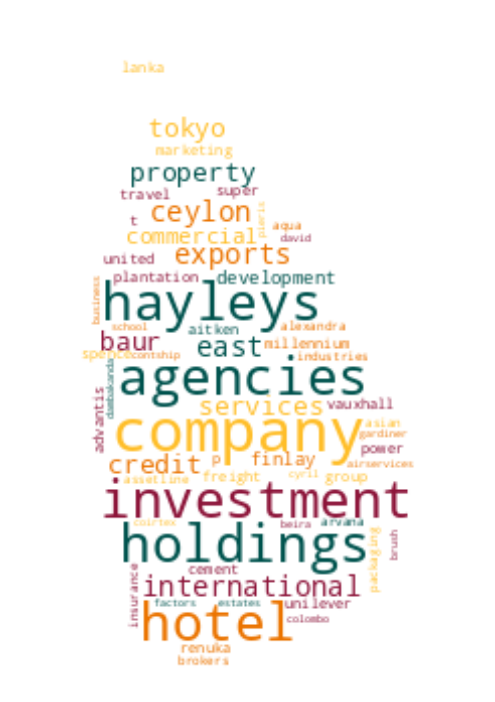 lanka
tokyo
marketing
property
travel
super
ceylon
pieris
t
aqua
commercial
david
exports
united
plantation
development
business
hayleys
school
aitken
alexandra
baur
east
millennium
spence
contship
industries
agencies
dambakanda
advantis
services
vauxhall
company
asian
gardiner
power
credit
p
finlay
airservices
assetline
freight
cyril
group
investment
coirtex
beira
arvana
holdings
packaging
brush
cement
insurance
international
factors
estates
unilever
hotel
colombo
renuka
brokers